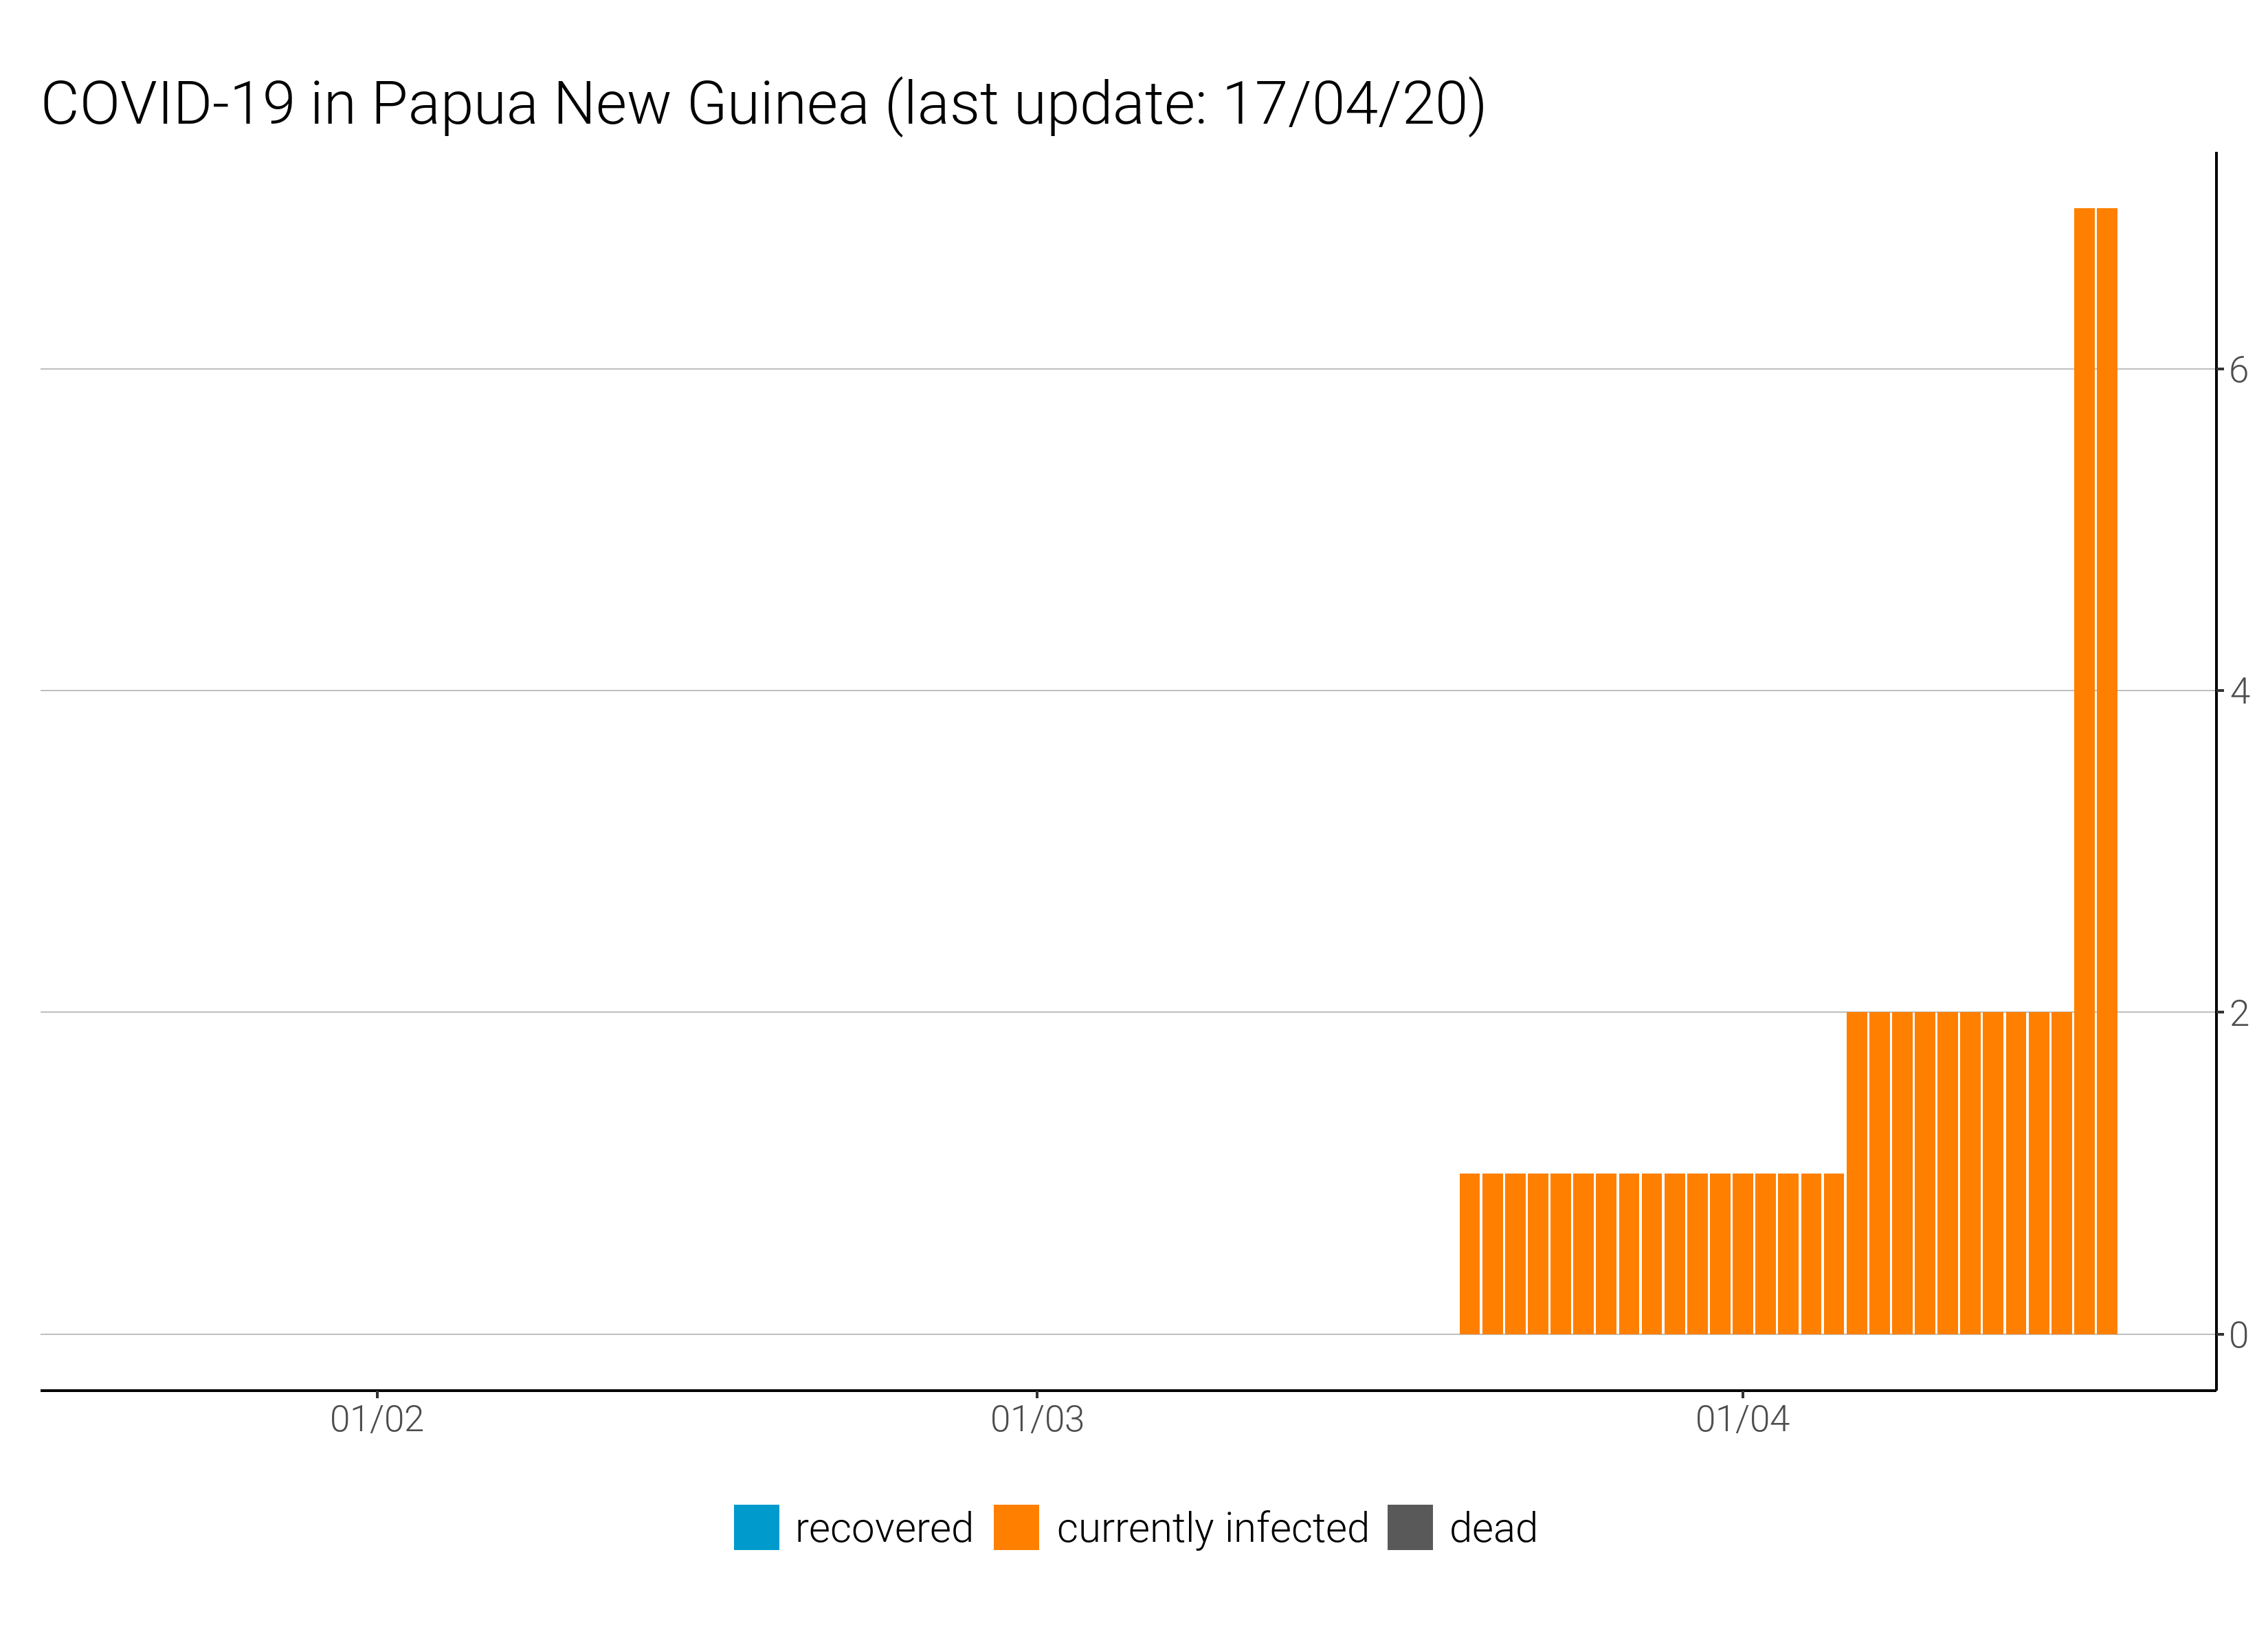 COVID-19 in Papua New Guinea (last update: 17/04/20)
6
4
2
0
01/02 01/03 01/04
recovered currently infected dead